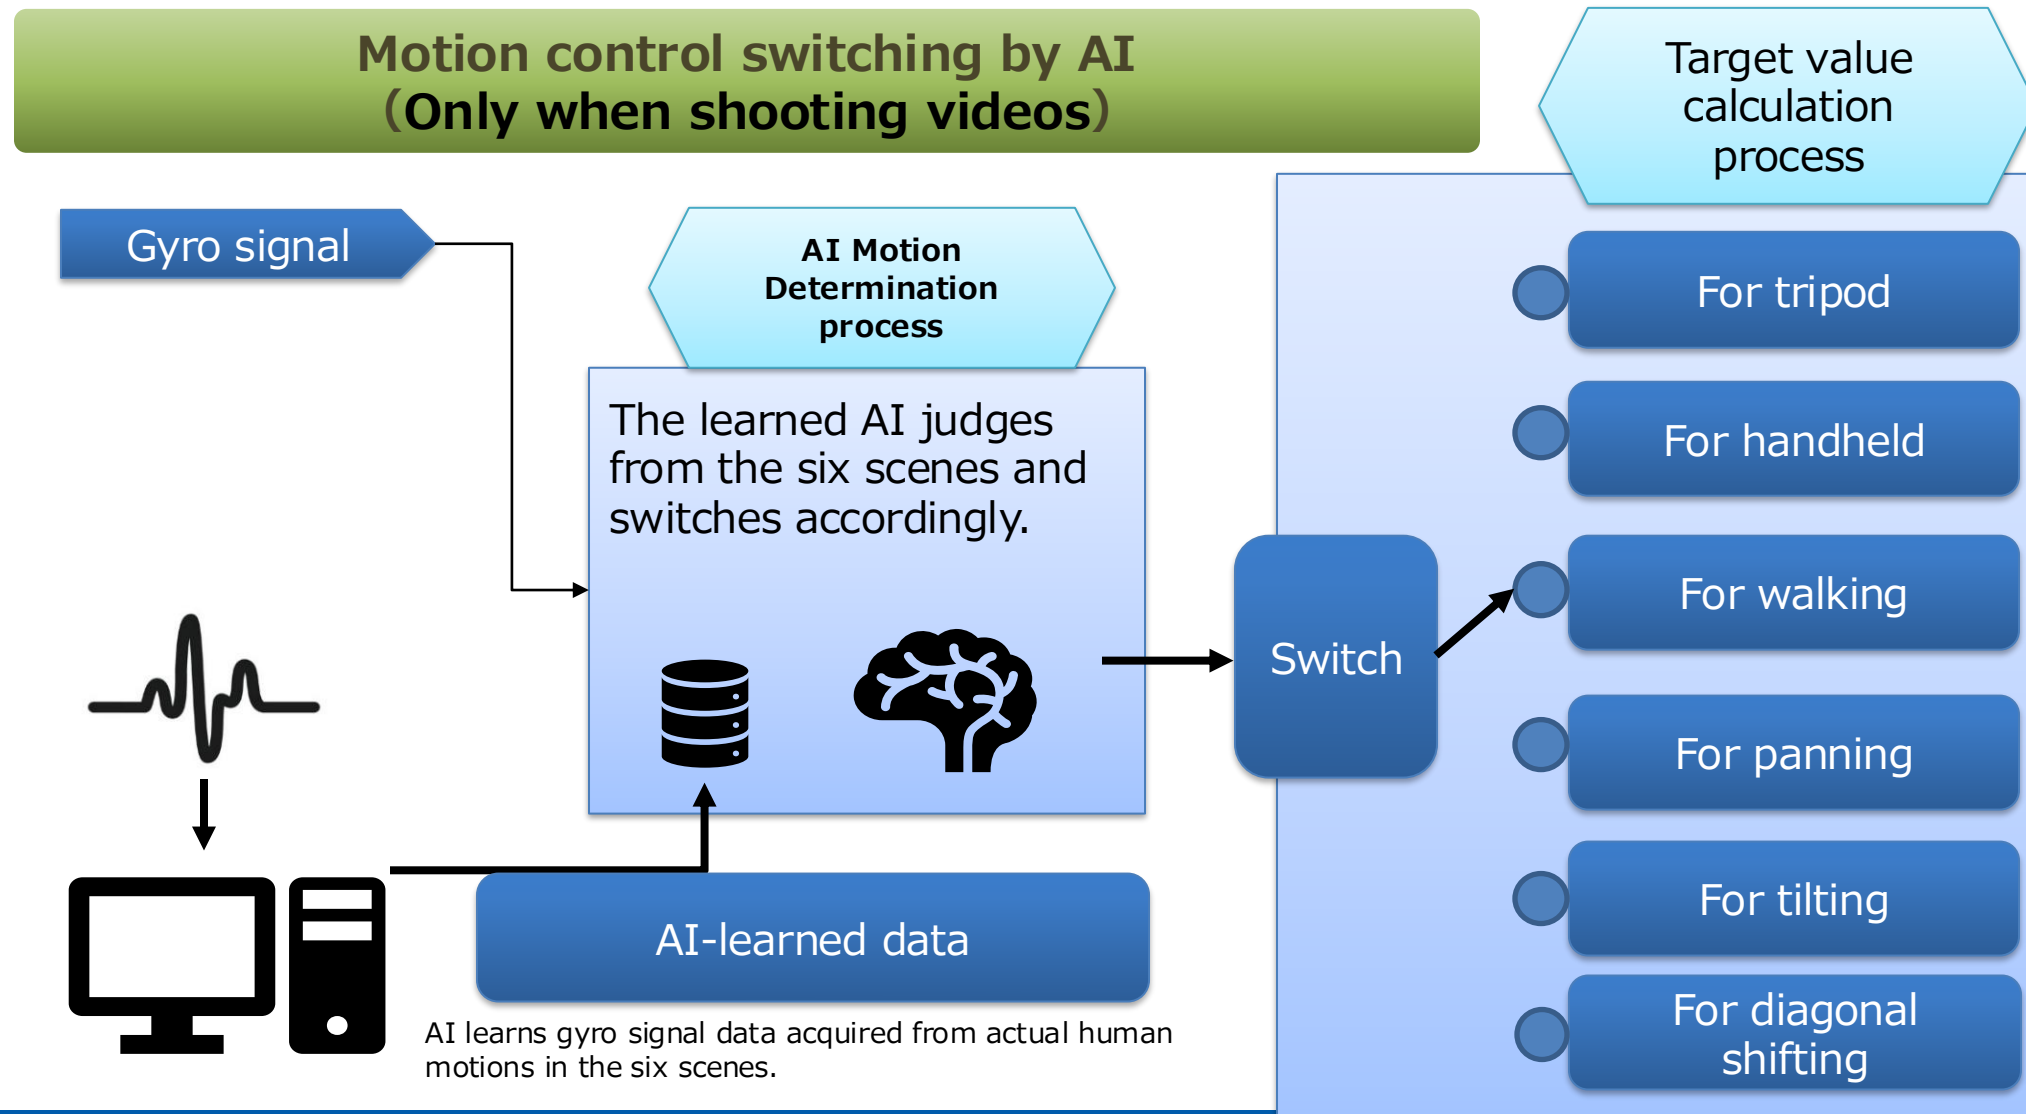 Motion control switching by AI
（Only when shooting videos）
Target value
calculation
process
Gyro signal
AI Motion
Determination
process
The learned AI judges
from the six scenes and
switches accordingly.
Switch
For tripod
For handheld
For walking
For panning
For tilting
For diagonal
shifting
AI-learned data
AI learns gyro signal data acquired from actual human
motions in the six scenes.